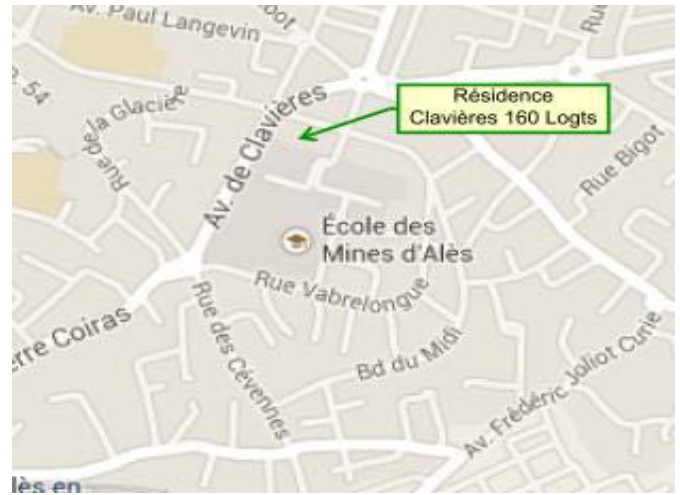 Av. Paul Langevin
Résidence
Clavières 160 Logts
Rue de la Glacière
Av. de Clavières
Rue Bigot
École des
Mines d'Alès
Rue Vabrelongue
erre Coiras
Rue des Cévennes
Bd du Midi
Av. Frédéric Joliot Curie
lès en